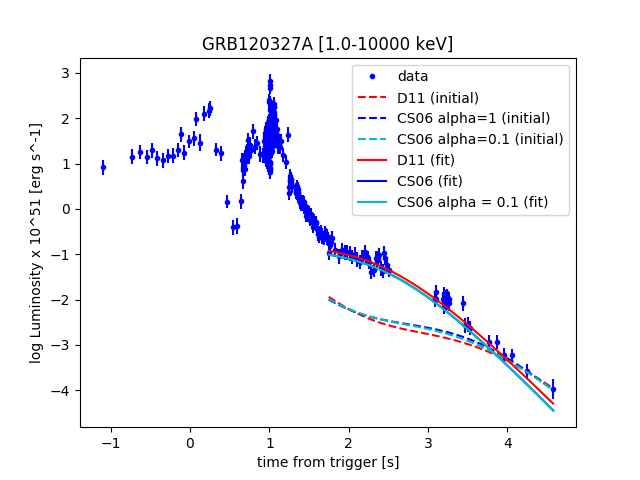 GRB120327A [1.0-10000 keV]
data
D11 (initial)
CS06 alpha=1 (initial)
CS06 alpha=0.1 (initial)
D11 (fit)
CS06 (fit)
CS06 alpha = 0.1 (fit)
log Luminosity x 10^51 [erg s^-1]
3
2
1
0
−1
−2
−3
−4
−1
0
1
2
3
4
time from trigger [s]